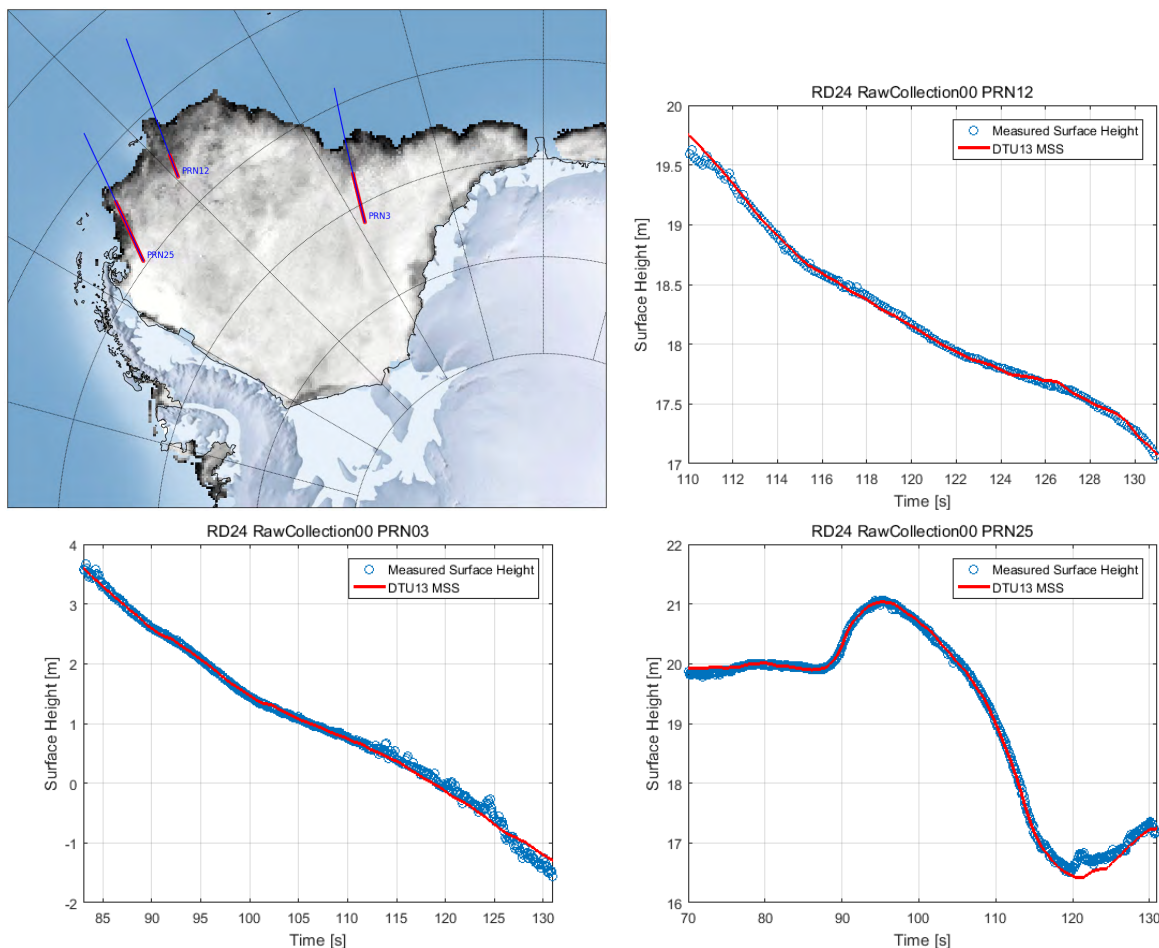 PRN12
PRN3
PRN25
RD24 RawCollection00 PRN12
Measured Surface Height
DTU13 MSS
Surface Height [m]
20
19.5
19
18.5
18
17.5
17
110 112 114 116 118 120 122 124 126 128 130
Time [s]
RD24 RawCollection00 PRN03
Measured Surface Height
DTU13 MSS
Surface Height [m]
4
3
2
1
0
-1
-2
85 90 95 100 105 110 115 120 125 130
Time [s]
RD24 RawCollection00 PRN25
Measured Surface Height
DTU13 MSS
Surface Height [m]
22
21
20
19
18
17
16
70 80 90 100 110 120 130
Time [s]